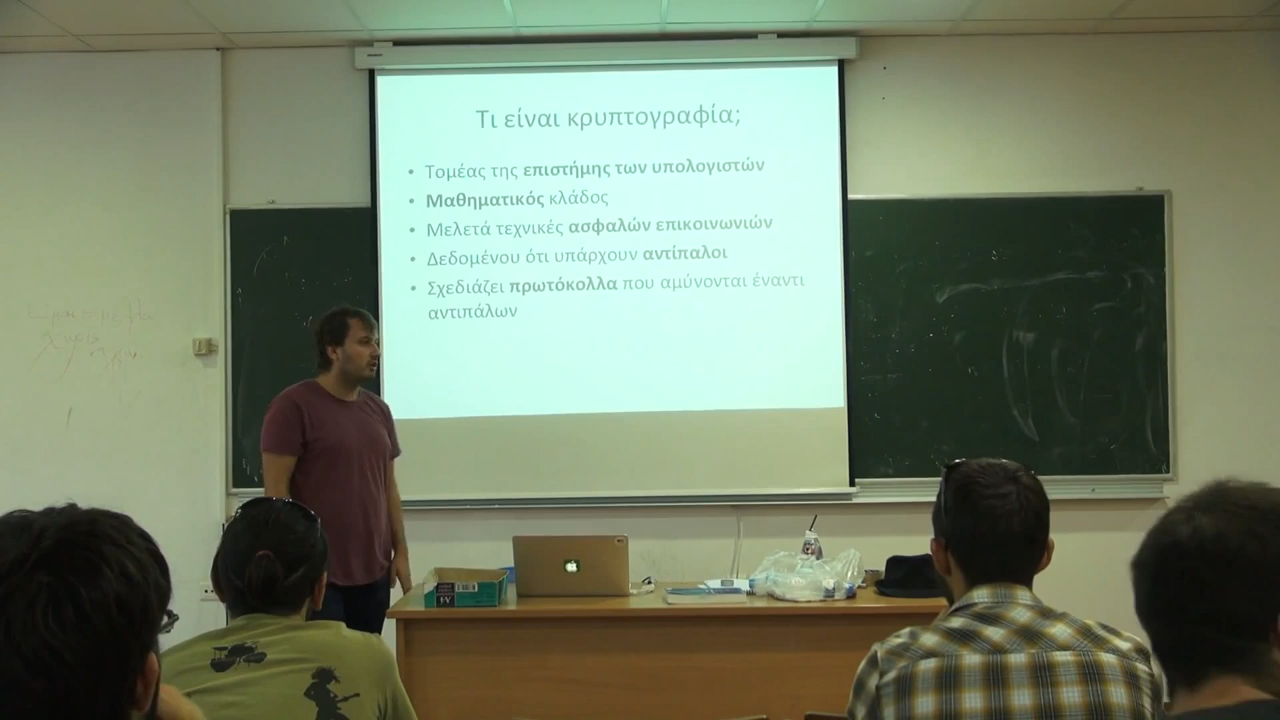 Τι είναι κρυπτογραφία;
• Τομέας της επιστήμης των υπολογιστών
• Μαθηματικός κλάδος
• Μελετά τεχνικές ασφαλών επικοινωνιών
• Δεδομένου ότι υπάρχουν αντίπαλοι
• Σχεδιάζει πρωτόκολλα που αμύνονται έναντι
αντιπάλων